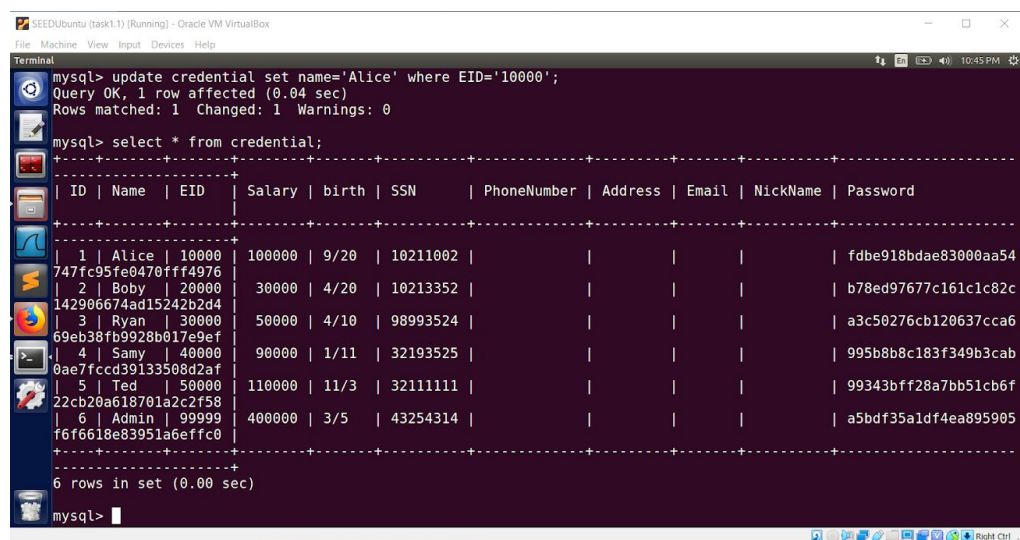 SEEDUbuntu (task1.1) [Running] - Oracle VM VirtualBox
File Machine View Input Devices Help
Terminal En 10:45 PM
mysql> update credential set name='Alice' where EID='10000';
Query OK, 1 row affected (0.04 sec)
Rows matched: 1  Changed: 1  Warnings: 0
mysql> select * from credential;
+----+-------+-------+--------+-------+----------+-------------+---------+-------+----------+----------------------
--------------------+
| ID | Name  | EID   | Salary | birth | SSN      | PhoneNumber | Address | Email | NickName | Password
                    |
+----+-------+-------+--------+-------+----------+-------------+---------+-------+----------+----------------------
--------------------+
|  1 | Alice | 10000 | 100000 | 9/20  | 10211002 |             |         |       |          | fdbe918bdae83000aa54
747fc95fe0470fff4976 |
|  2 | Boby  | 20000 |  30000 | 4/20  | 10213352 |             |         |       |          | b78ed97677c161c1c82c
142906674ad15242b2d4 |
|  3 | Ryan  | 30000 |  50000 | 4/10  | 98993524 |             |         |       |          | a3c50276cb120637cca6
69eb38fb9928b017e9ef |
|  4 | Samy  | 40000 |  90000 | 1/11  | 32193525 |             |         |       |          | 995b8b8c183f349b3cab
0ae7fccd39133508d2af |
|  5 | Ted   | 50000 | 110000 | 11/3  | 32111111 |             |         |       |          | 99343bff28a7bb51cb6f
22cb20a618701a2c2f58 |
|  6 | Admin | 99999 | 400000 | 3/5   | 43254314 |             |         |       |          | a5bdf35a1df4ea895905
f6f6618e83951a6effc0 |
+----+-------+-------+--------+-------+----------+-------------+---------+-------+----------+----------------------
--------------------+
6 rows in set (0.00 sec)
mysql>
Right Ctrl